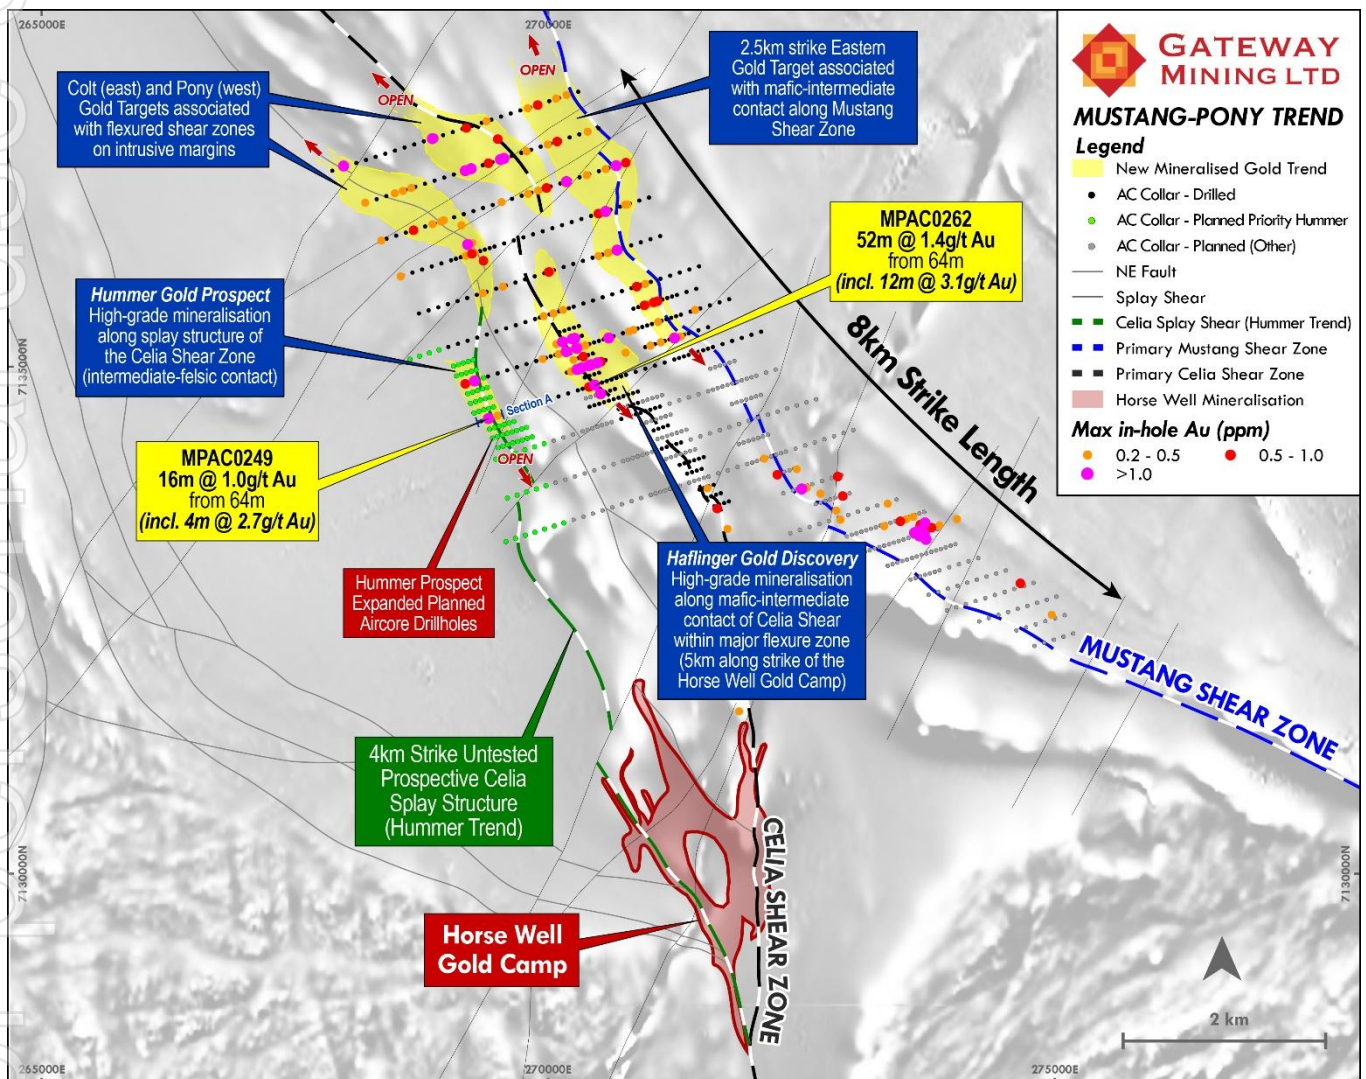 265000E
270000E
GATEWAY
MINING LTD
MUSTANG-PONY TREND
Legend
New Mineralised Gold Trend
AC Collar - Drilled
AC Collar - Planned Priority Hummer
AC Collar - Planned (Other)
NE Fault
Splay Shear
Celia Splay Shear (Hummer Trend)
Primary Mustang Shear Zone
Primary Celia Shear Zone
Horse Well Mineralisation
Max in-hole Au (ppm)
0.2 - 0.5
0.5 - 1.0
>1.0
OPEN
OPEN
2.5km strike Eastern
Gold Target associated
with mafic-intermediate
contact along Mustang
Shear Zone
Colt (east) and Pony (west)
Gold Targets associated
with flexured shear zones
on intrusive margins
MPAC0262
52m @ 1.4g/t Au
from 64m
(incl. 12m @ 3.1g/t Au)
Hummer Gold Prospect
High-grade mineralisation
along splay structure of
the Celia Shear Zone
(intermediate-felsic contact)
8km Strike Length
7135000N
Section A
OPEN
MPAC0249
16m @ 1.0g/t Au
from 64m
(incl. 4m @ 2.7g/t Au)
Hummer Prospect
Expanded Planned
Aircore Drillholes
Haflinger Gold Discovery
High-grade mineralisation
along mafic-intermediate
contact of Celia Shear
within major flexure zone
(5km along strike of the
Horse Well Gold Camp)
MUSTANG SHEAR ZONE
4km Strike Untested
Prospective Celia
Splay Structure
(Hummer Trend)
7130000N
7130000N
CELIA SHEAR ZONE
Horse Well
Gold Camp
2 km
265000E
270000E
275000E